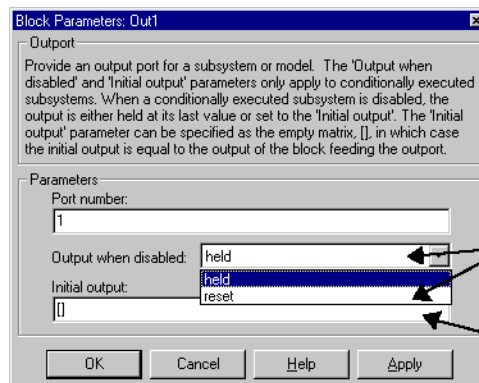 Block Parameters: Out1
Outport
Provide an output port for a subsystem or model. The 'Output when
disabled' and 'Initial output' parameters only apply to conditionally executed
subsystems. When a conditionally executed subsystem is disabled, the
output is either held at its last value or set to the 'Initial output'. The 'Initial
output' parameter can be specified as the empty matrix, [], in which case
the initial output is equal to the output of the block feeding the outport.
Parameters
Port number:
1
Output when disabled: held
held
reset
Initial output:
[]
OK Cancel Help Apply